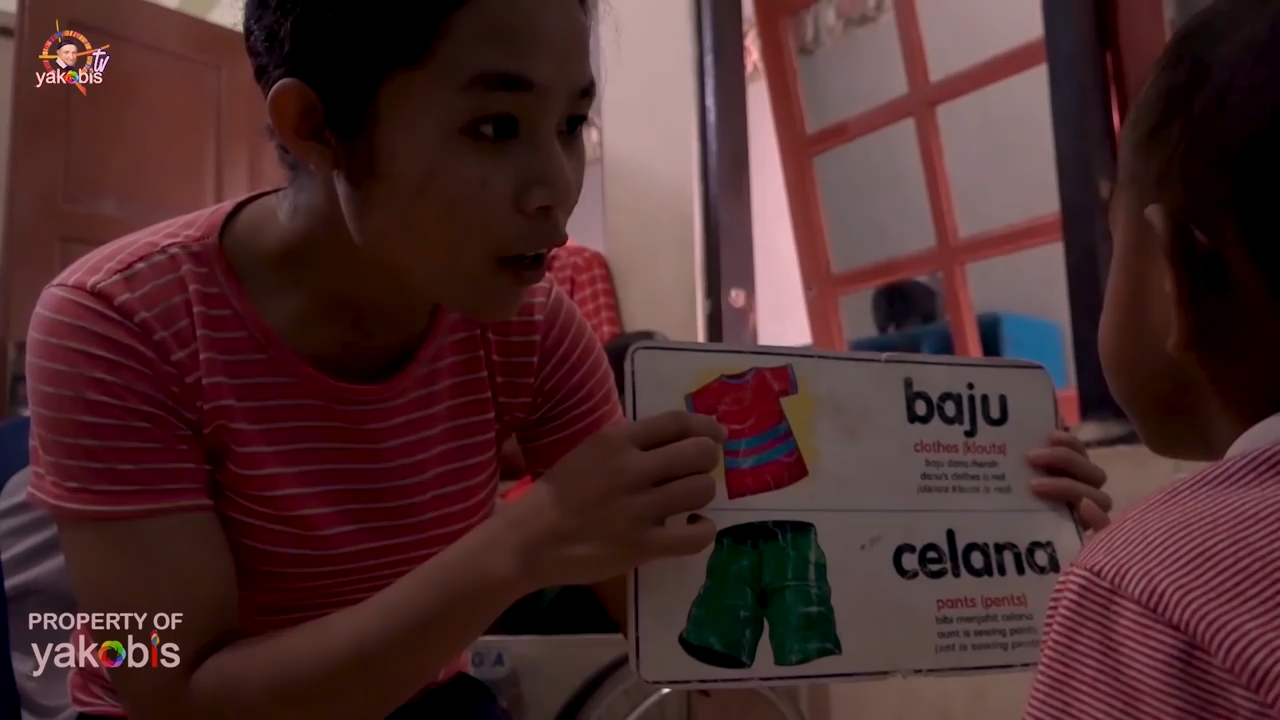 tv
yakobis
baju
clothes (klouts)
baju danu merah
danu's clothes is red
celana
pants (pents)
bibi menjahit celana
aunt is sewing pants
PROPERTY OF
yakobis